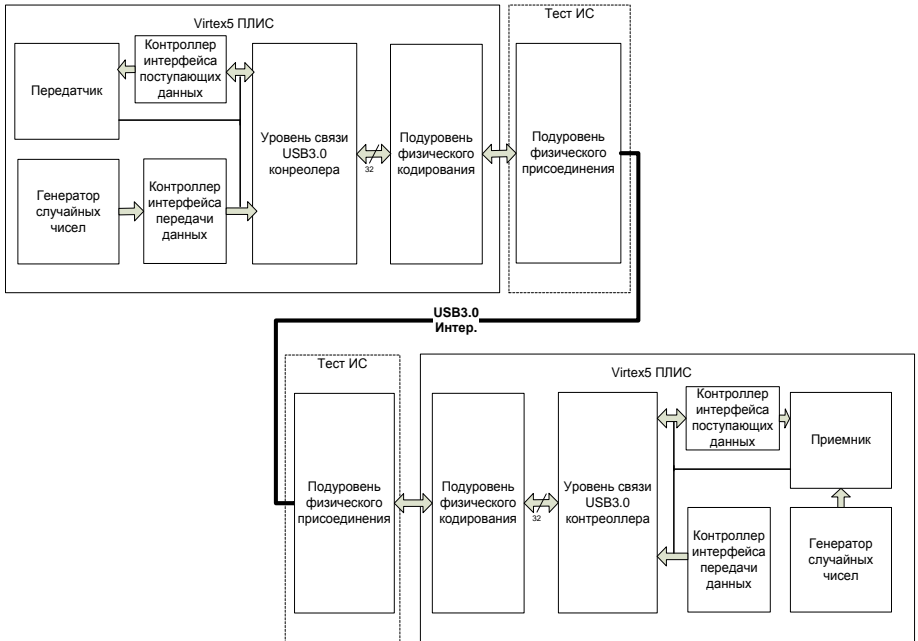 Virtex5 ПЛИС
Тест ИС
Передатчик
Контроллер
интерфейса
поступающих
данных
Уровень связи
USB3.0
конреолера
32
Подуровень
физического
кодирования
Подуровень
физического
присоединения
Генератор
случайных
чисел
Контроллер
интерфейса
передачи
данных
USB3.0
Интер.
Тест ИС
Virtex5 ПЛИС
Подуровень
физического
присоединения
Подуровень
физического
кодирования
32
Уровень связи
USB3.0
контреоллера
Контроллер
интерфейса
поступающих
данных
Приемник
Контроллер
интерфейса
передачи
данных
Генератор
случайных
чисел